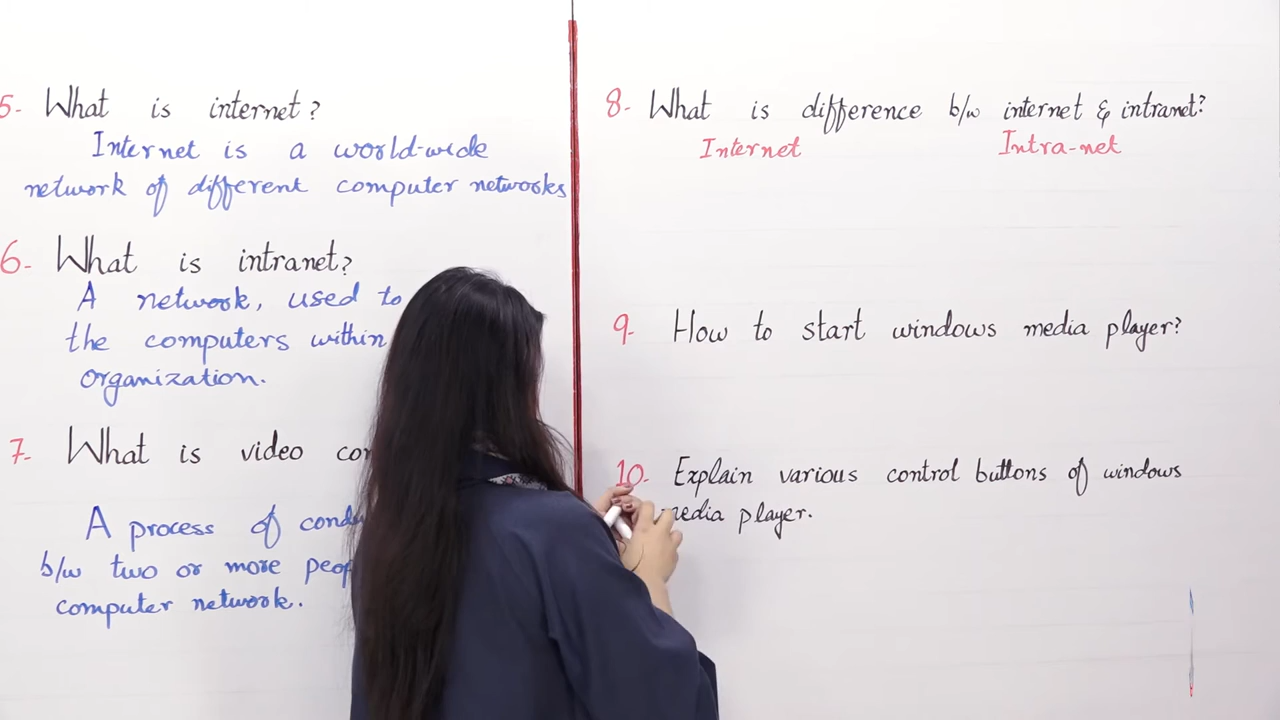 5- What is internet?
Internet is a world-wide
network of different computer networks
6- What is intranet?
A network, used to
the computers within
organization.
7- What is video
A process of
b/w two or more
computer network.
8- What is difference b/w internet & intranet?
Internet Intra-net
9- How to start windows media player?
10- Explain various control buttons of windows
media player.